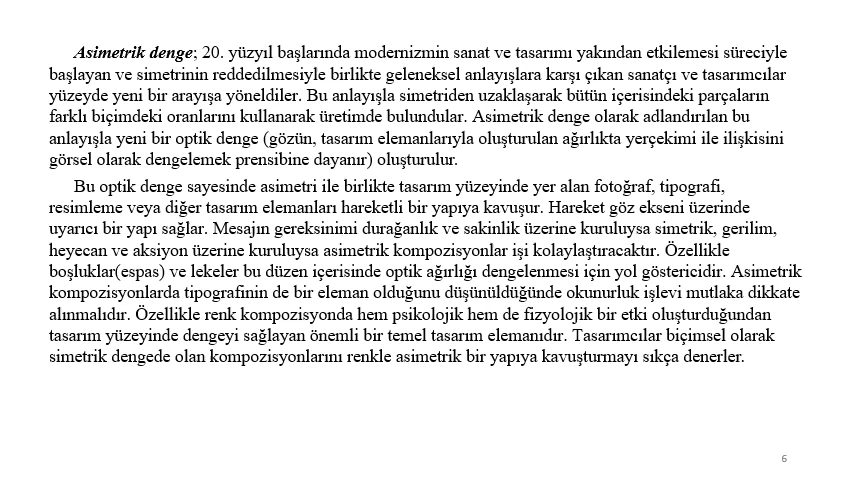 Asimetrik denge; 20. yüzyıl başlarında modernizmin sanat ve tasarımı yakından etkilemesi süreciyle
başlayan ve simetrinin reddedilmesiyle birlikte geleneksel anlayışlara karşı çıkan sanatçı ve tasarımcılar
yüzeyde yeni bir arayışa yöneldiler. Bu anlayışla simetriden uzaklaşarak bütün içerisindeki parçaların
farklı biçimdeki oranlarını kullanarak üretimde bulundular. Asimetrik denge olarak adlandırılan bu
anlayışla yeni bir optik denge (gözün, tasarım elemanlarıyla oluşturulan ağırlıkta yerçekimi ile ilişkisini
görsel olarak dengelemek prensibine dayanır) oluşturulur.
Bu optik denge sayesinde asimetri ile birlikte tasarım yüzeyinde yer alan fotoğraf, tipografi,
resimleme veya diğer tasarım elemanları hareketli bir yapıya kavuşur. Hareket göz ekseni üzerinde
uyarıcı bir yapı sağlar. Mesajın gereksinimi durağanlık ve sakinlik üzerine kuruluysa simetrik, gerilim,
heyecan ve aksiyon üzerine kuruluysa asimetrik kompozisyonlar işi kolaylaştıracaktır. Özellikle
boşluklar(espas) ve lekeler bu düzen içerisinde optik ağırlığı dengelenmesi için yol göstericidir. Asimetrik
kompozisyonlarda tipografinin de bir eleman olduğunu düşünüldüğünde okunurluk işlevi mutlaka dikkate
alınmalıdır. Özellikle renk kompozisyonda hem psikolojik hem de fizyolojik bir etki oluşturduğundan
tasarım yüzeyinde dengeyi sağlayan önemli bir temel tasarım elemanıdır. Tasarımcılar biçimsel olarak
simetrik dengede olan kompozisyonlarını renkle asimetrik bir yapıya kavuşturmayı sıkça denerler.
6